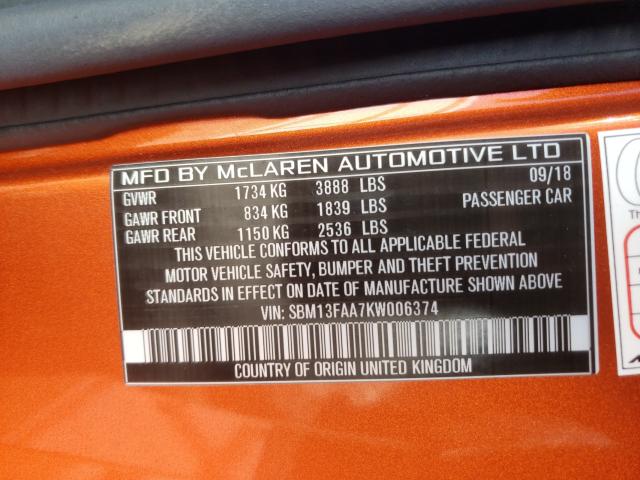 MFD BY McLAREN AUTOMOTIVE LTD
09/18
GVWR 1734 KG 3888 LBS
GAWR FRONT 834 KG 1839 LBS PASSENGER CAR
GAWR REAR 1150 KG 2536 LBS
THIS VEHICLE CONFORMS TO ALL APPLICABLE FEDERAL
MOTOR VEHICLE SAFETY, BUMPER AND THEFT PREVENTION
STANDARDS IN EFFECT ON DATE OF MANUFACTURE SHOWN ABOVE
VIN: SBM13FAA7KW006374
COUNTRY OF ORIGIN UNITED KINGDOM